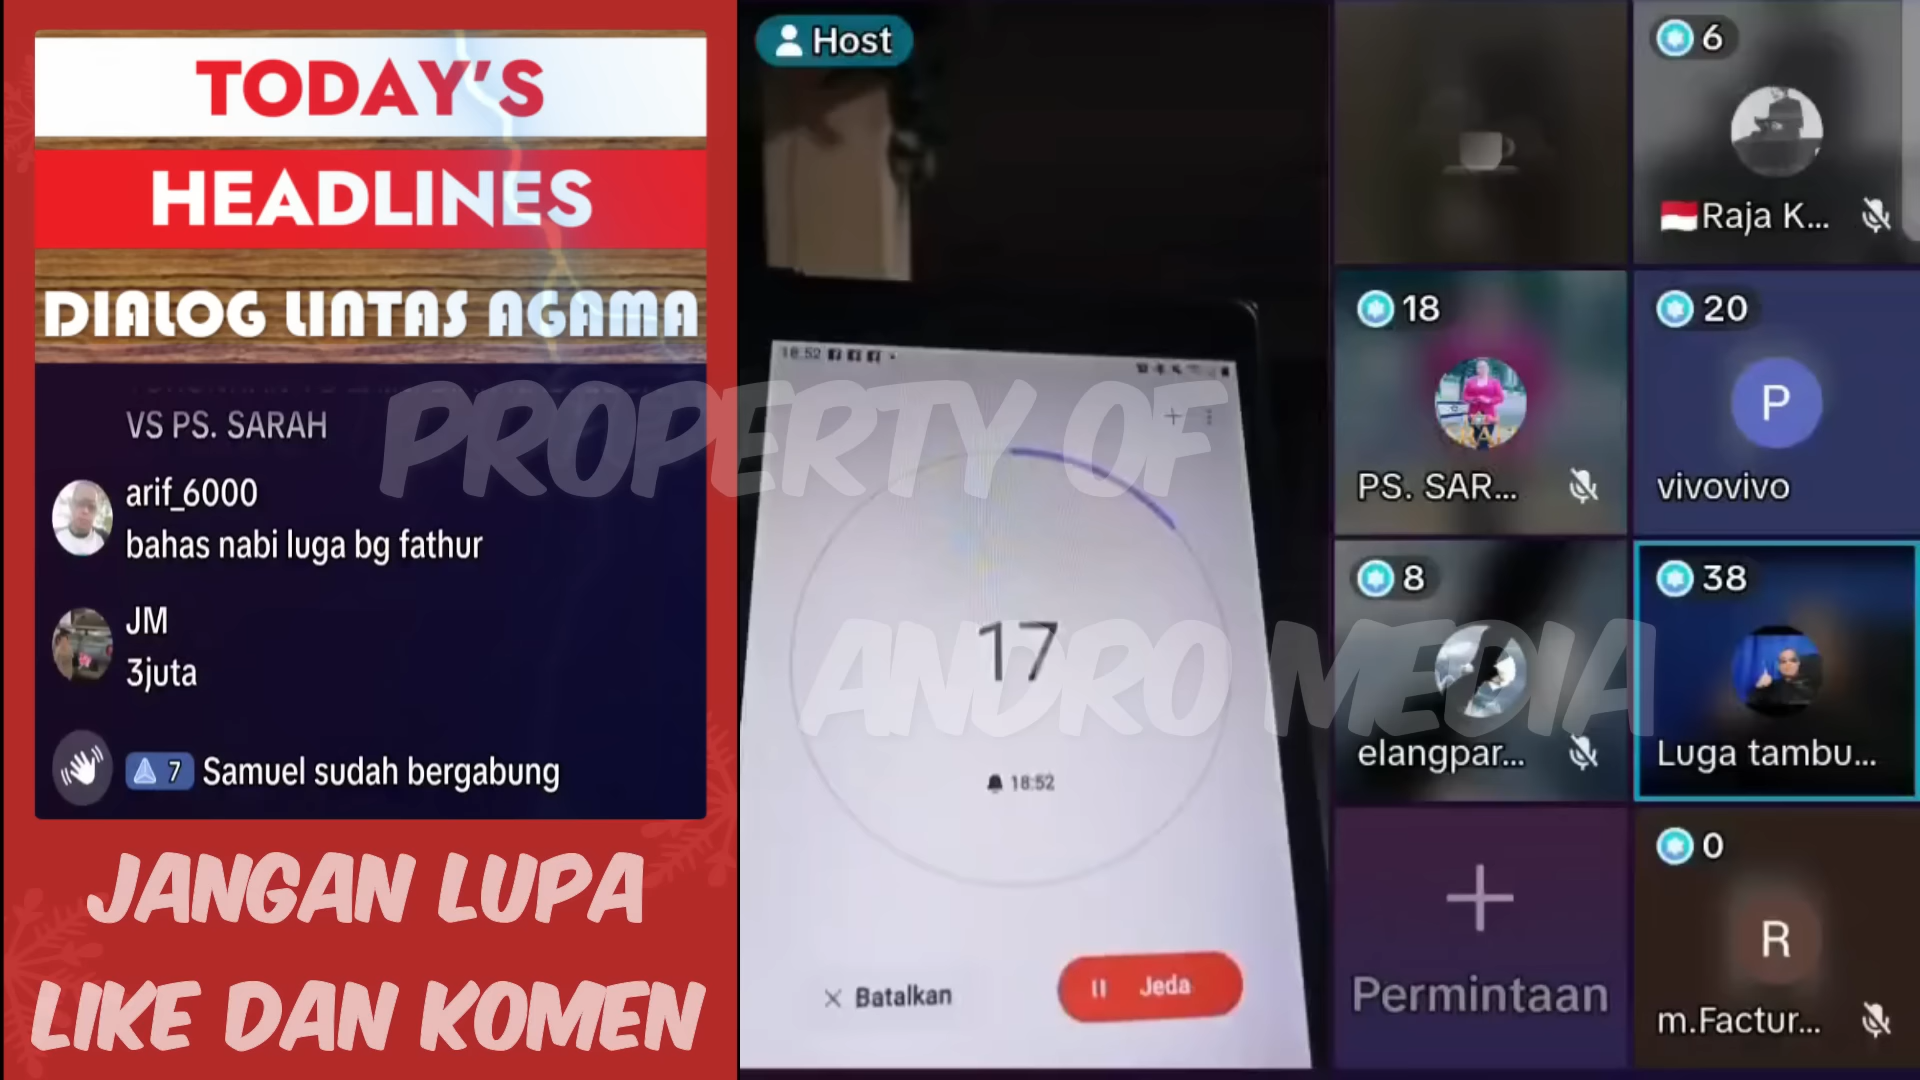 TODAY'S
HEADLINES
DIALOG LINTAS AGAMA
VS PS. SARAH
arif_6000
bahas nabi luga bg fathur
JM
3juta
7 Samuel sudah bergabung
JANGAN LUPA
LIKE DAN KOMEN
PROPERTY OF
ANDRO MEDIA
Host
18:52
17
18:52
Batalkan
Jeda
6
Raja K...
18
PS. SAR...
20
P
vivovivo
8
elangpar...
38
Luga tambu...
Permintaan
0
R
m.Factur...